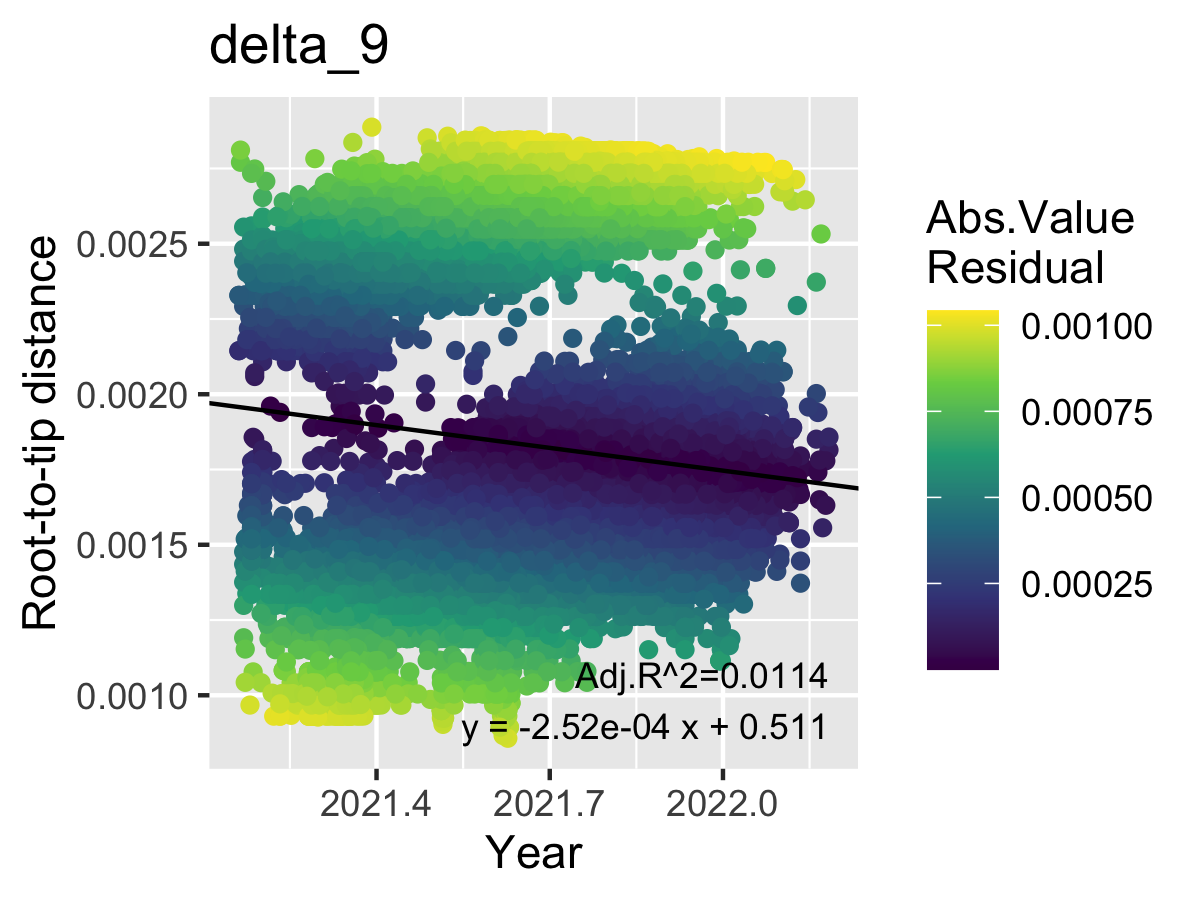 delta_9
Root-to-tip distance
0.0025
0.0020
0.0015
0.0010
Adj.R^2=0.0114
y = -2.52e-04 x + 0.511
2021.4 2021.7 2022.0
Year
Abs.Value
Residual
0.00100
0.00075
0.00050
0.00025